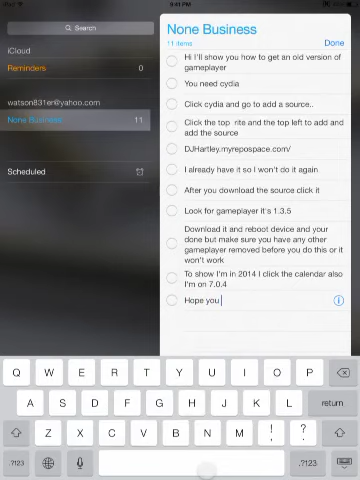 iPad
9:41 PM
Search
iCloud
Reminders 0
watson831er@yahoo.com
None Business 11
Scheduled
None Business
11 items Done
Hi I'll show you how to get an old version of
gameplayer
You need cydia
Click cydia and go to add a source..
Click the top rite and the top left to add and
add the source
DJHartley.myrepospace.com/
I already have it so I won't do it again
After you download the source click it
Look for gameplayer it's 1.3.5
Download it and reboot device and your
done but make sure you have any other
gameplayer removed before you do this or it
won't work
To show I'm in 2014 I click the calendar also
I'm on 7.0.4
Hope you
Q W E R T Y U I O P
A S D F G H J K L return
Z X C V B N M ! , ? .
.?123 .?123